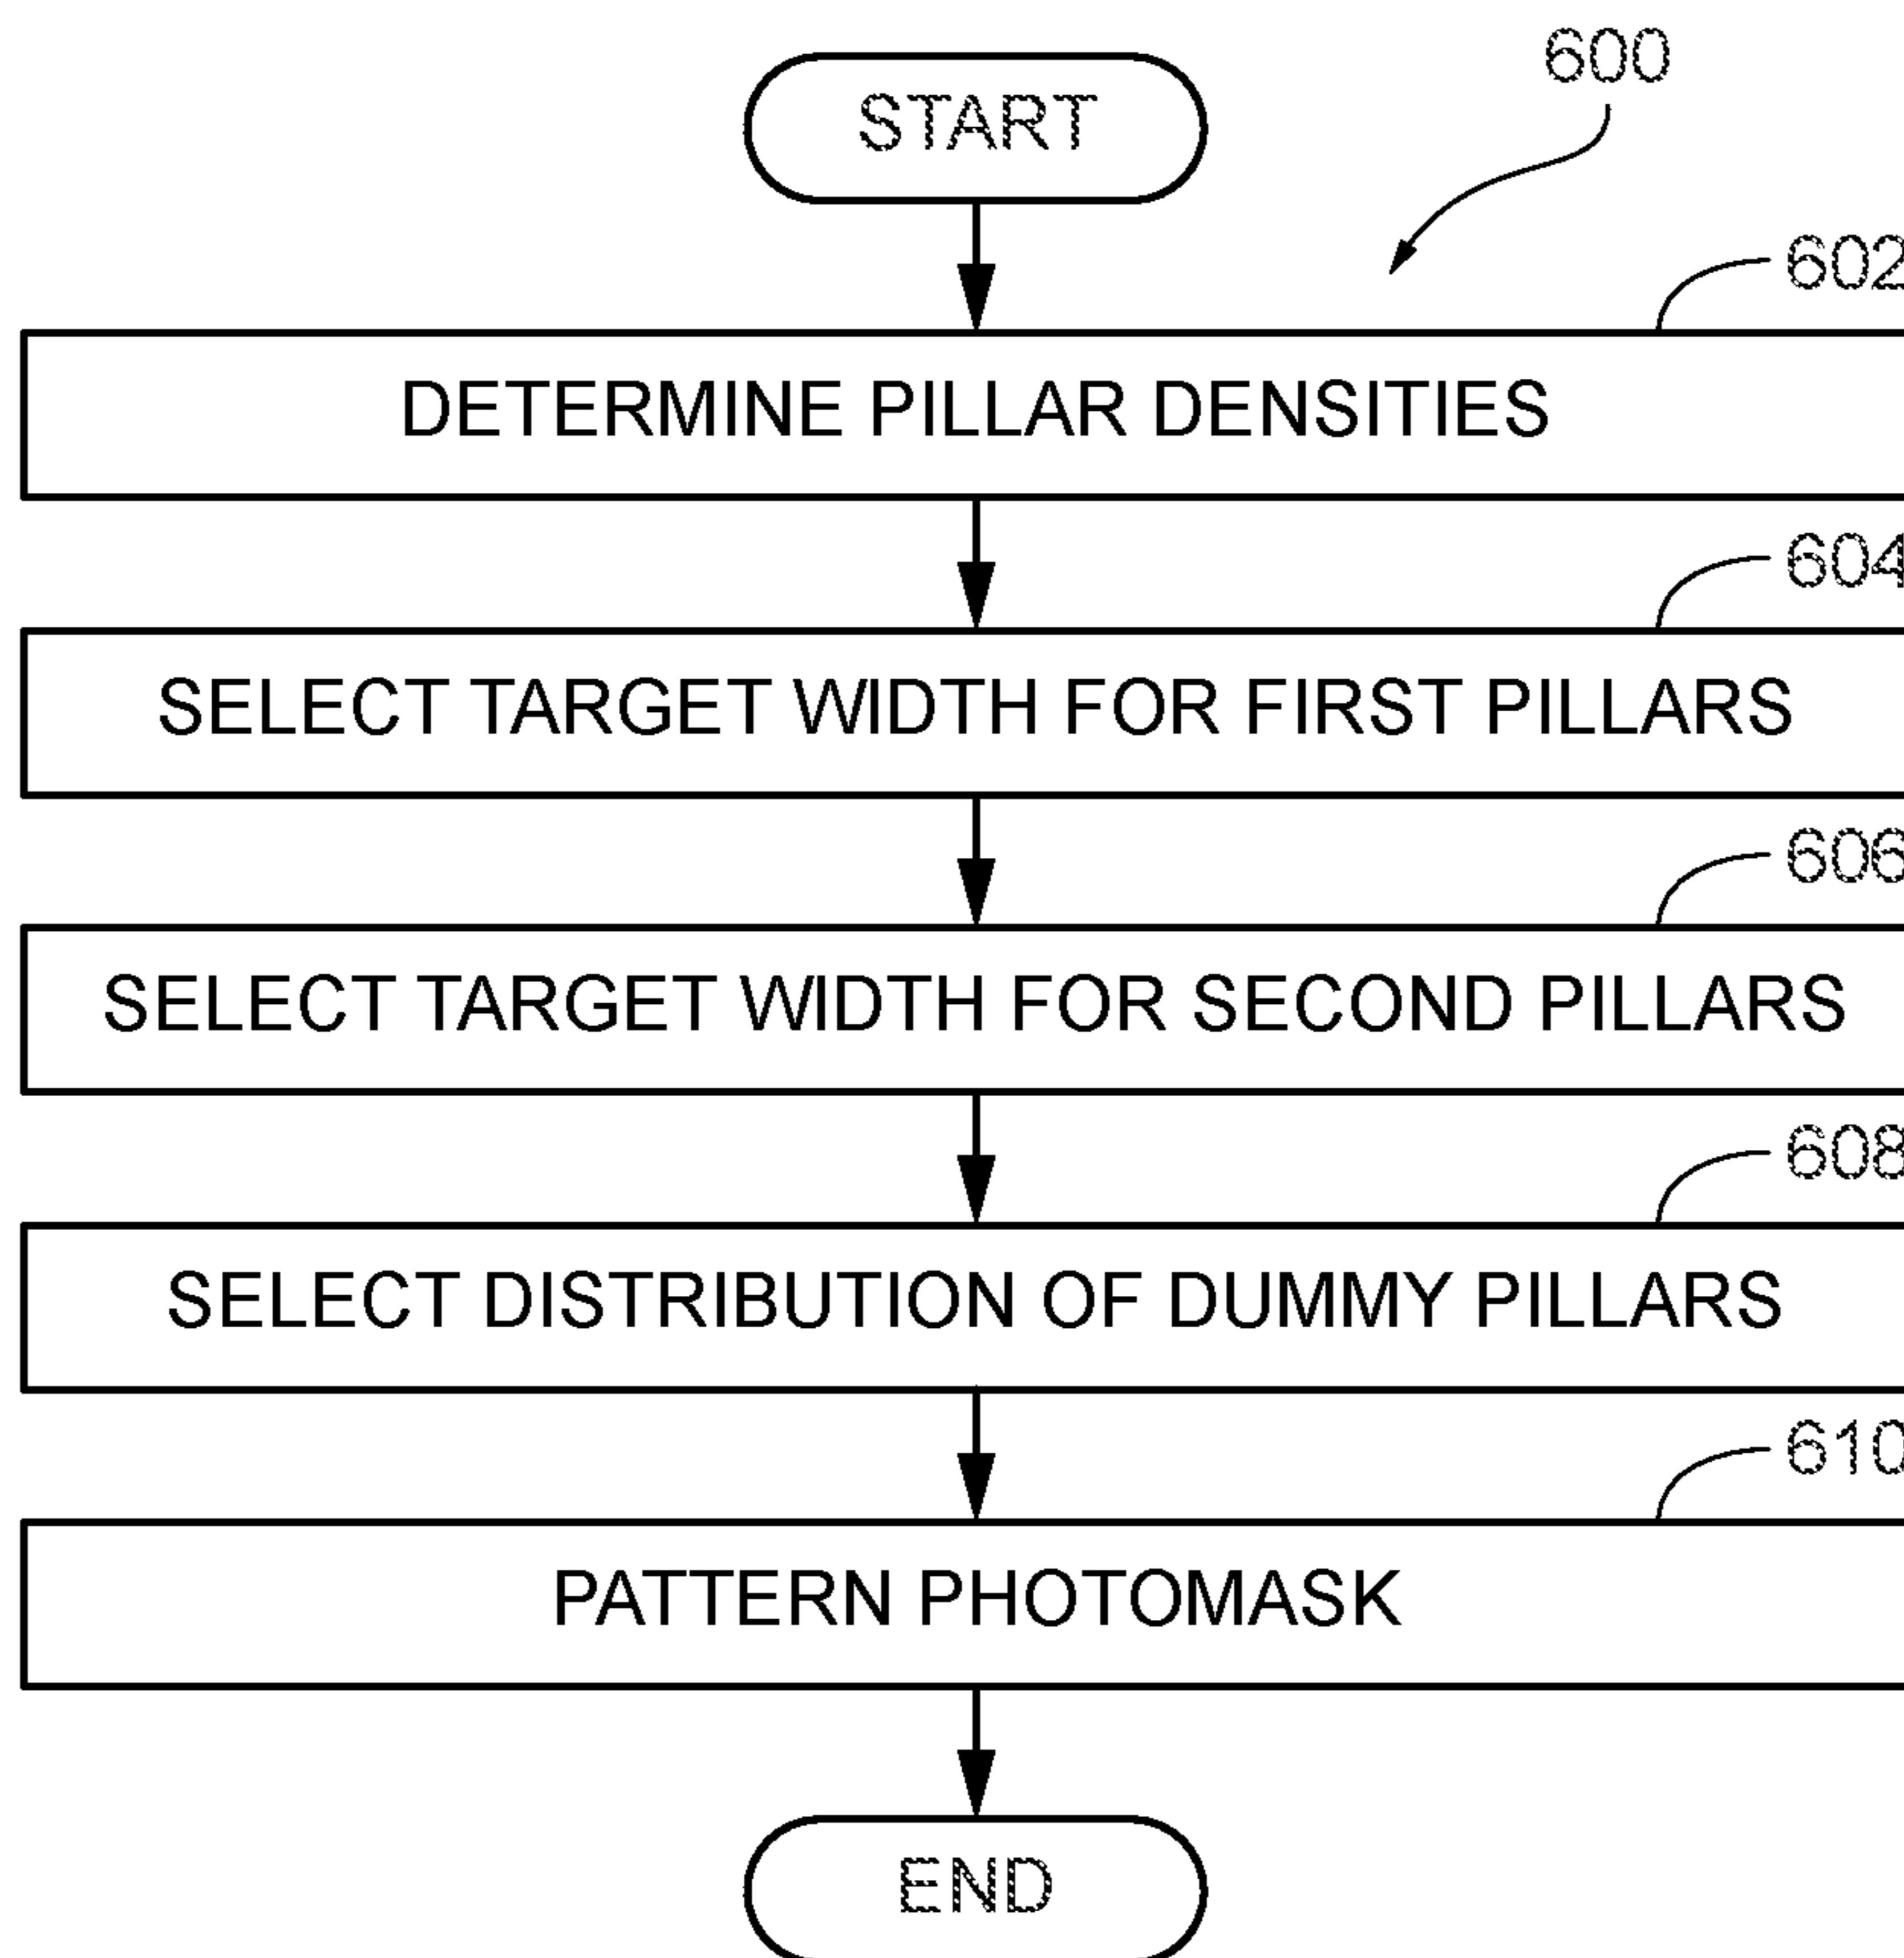 600
START
602
DETERMINE PILLAR DENSITIES
604
SELECT TARGET WIDTH FOR FIRST PILLARS
606
SELECT TARGET WIDTH FOR SECOND PILLARS
608
SELECT DISTRIBUTION OF DUMMY PILLARS
610
PATTERN PHOTOMASK
END